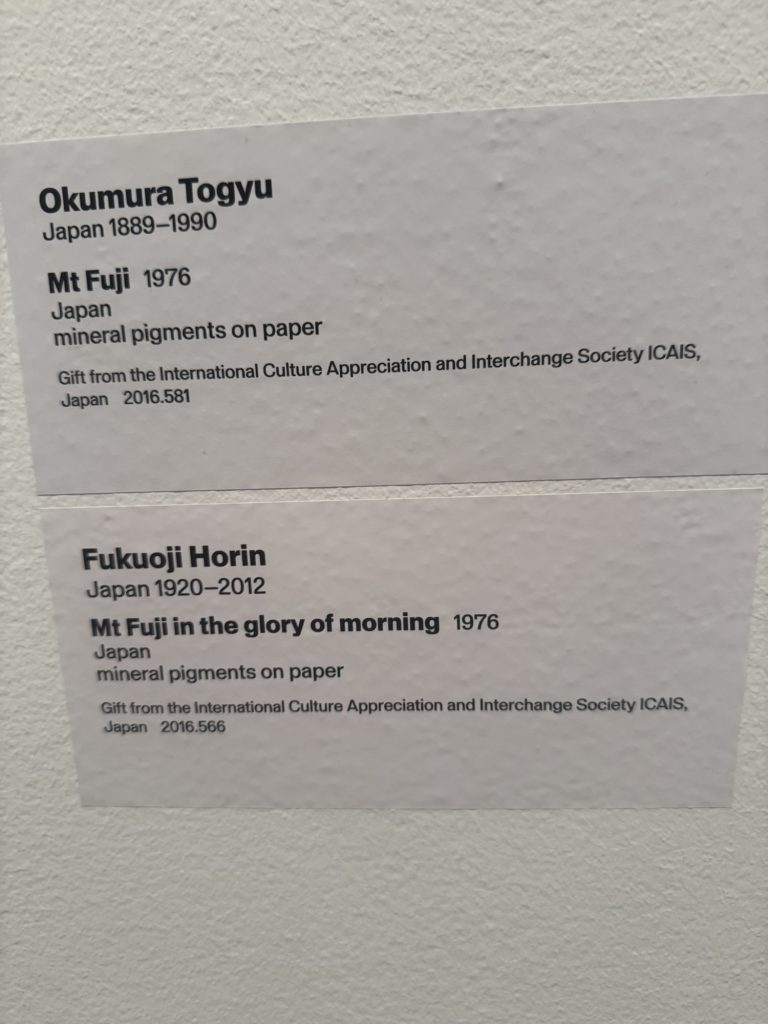 Okumura Togyu
Japan 1889–1990
Mt Fuji 1976
Japan
mineral pigments on paper
Gift from the International Culture Appreciation and Interchange Society ICAIS,
Japan 2016.581
Fukuoji Horin
Japan 1920–2012
Mt Fuji in the glory of morning 1976
Japan
mineral pigments on paper
Gift from the International Culture Appreciation and Interchange Society ICAIS,
Japan 2016.566